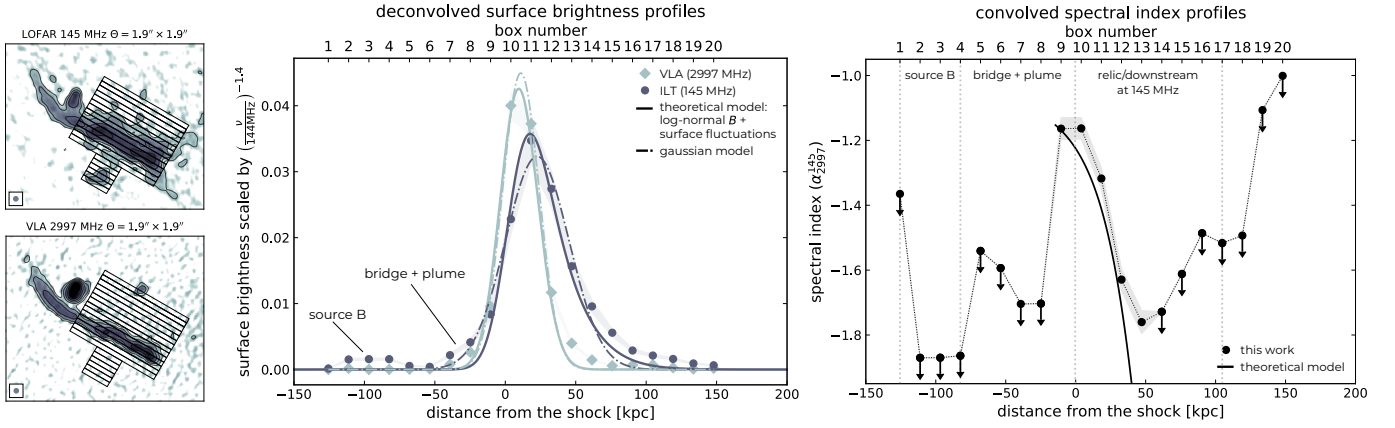 LOFAR 145 MHz Θ = 1.9" × 1.9"
VLA 2997 MHz Θ = 1.9" × 1.9"
deconvolved surface brightness profiles
box number
1 2 3 4 5 6 7 8 9 10 11 12 13 14 15 16 17 18 19 20
surface brightness scaled by (ν/144MHz)^−1.4
0.04
0.03
0.02
0.01
0.00
VLA (2997 MHz)
ILT (145 MHz)
theoretical model:
log-normal B +
surface fluctuations
gaussian model
bridge + plume
source B
−150 −100 −50 0 50 100 150 200
distance from the shock [kpc]
convolved spectral index profiles
box number
1 2 3 4 5 6 7 8 9 10 11 12 13 14 15 16 17 18 19 20
source B
bridge + plume
relic/downstream
at 145 MHz
spectral index (α^145_2997)
−1.0
−1.2
−1.4
−1.6
−1.8
this work
theoretical model
−150 −100 −50 0 50 100 150 200
distance from the shock [kpc]